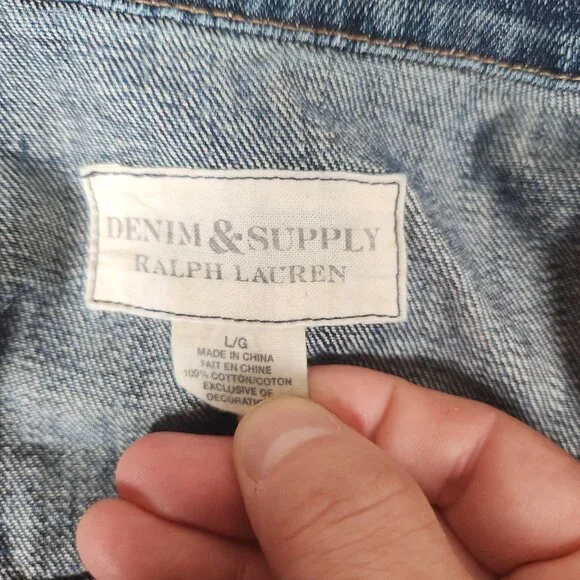 DENIM & SUPPLY
RALPH LAUREN
L/G
MADE IN CHINA
FAIT EN CHINE
100% COTTON/COTON
EXCLUSIVE OF